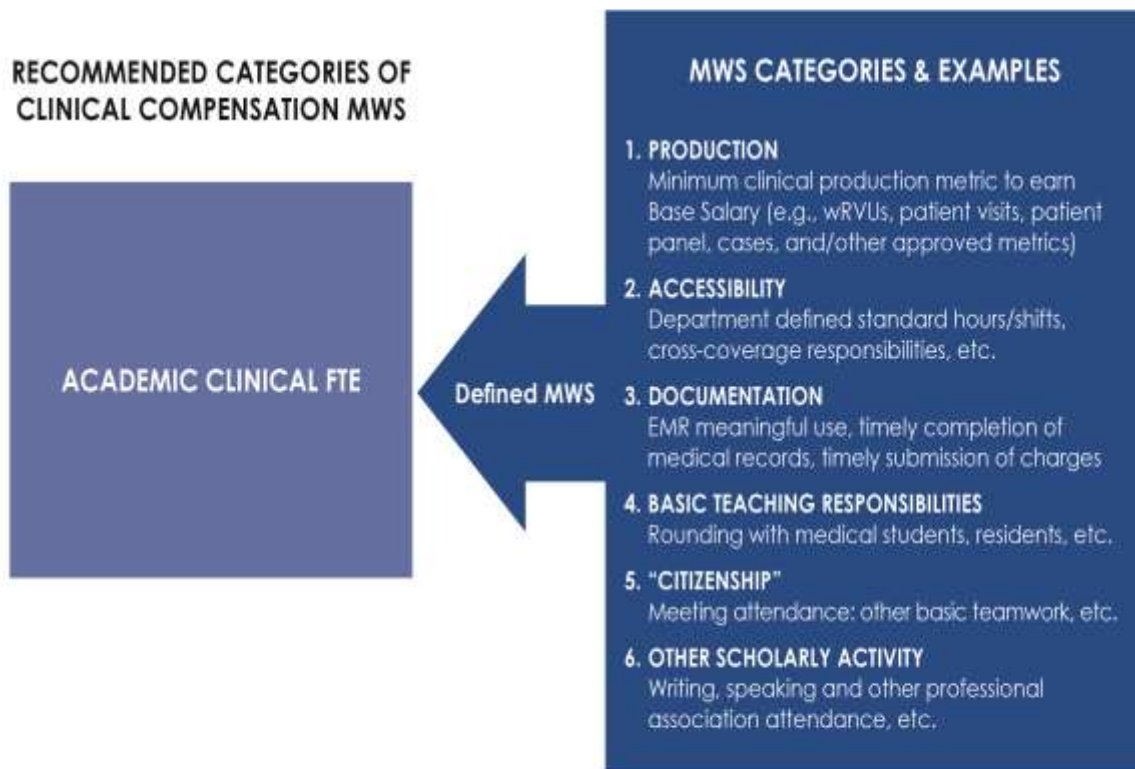 RECOMMENDED CATEGORIES OF
CLINICAL COMPENSATION MWS
ACADEMIC CLINICAL FTE
Defined MWS
MWS CATEGORIES & EXAMPLES
1. PRODUCTION
Minimum clinical production metric to earn
Base Salary (e.g., wRVUs, patient visits, patient
panel, cases, and/other approved metrics)
2. ACCESSIBILITY
Department defined standard hours/shifts,
cross-coverage responsibilities, etc.
3. DOCUMENTATION
EMR meaningful use, timely completion of
medical records, timely submission of charges
4. BASIC TEACHING RESPONSIBILITIES
Rounding with medical students, residents, etc.
5. “CITIZENSHIP”
Meeting attendance: other basic teamwork, etc.
6. OTHER SCHOLARLY ACTIVITY
Writing, speaking and other professional
association attendance, etc.